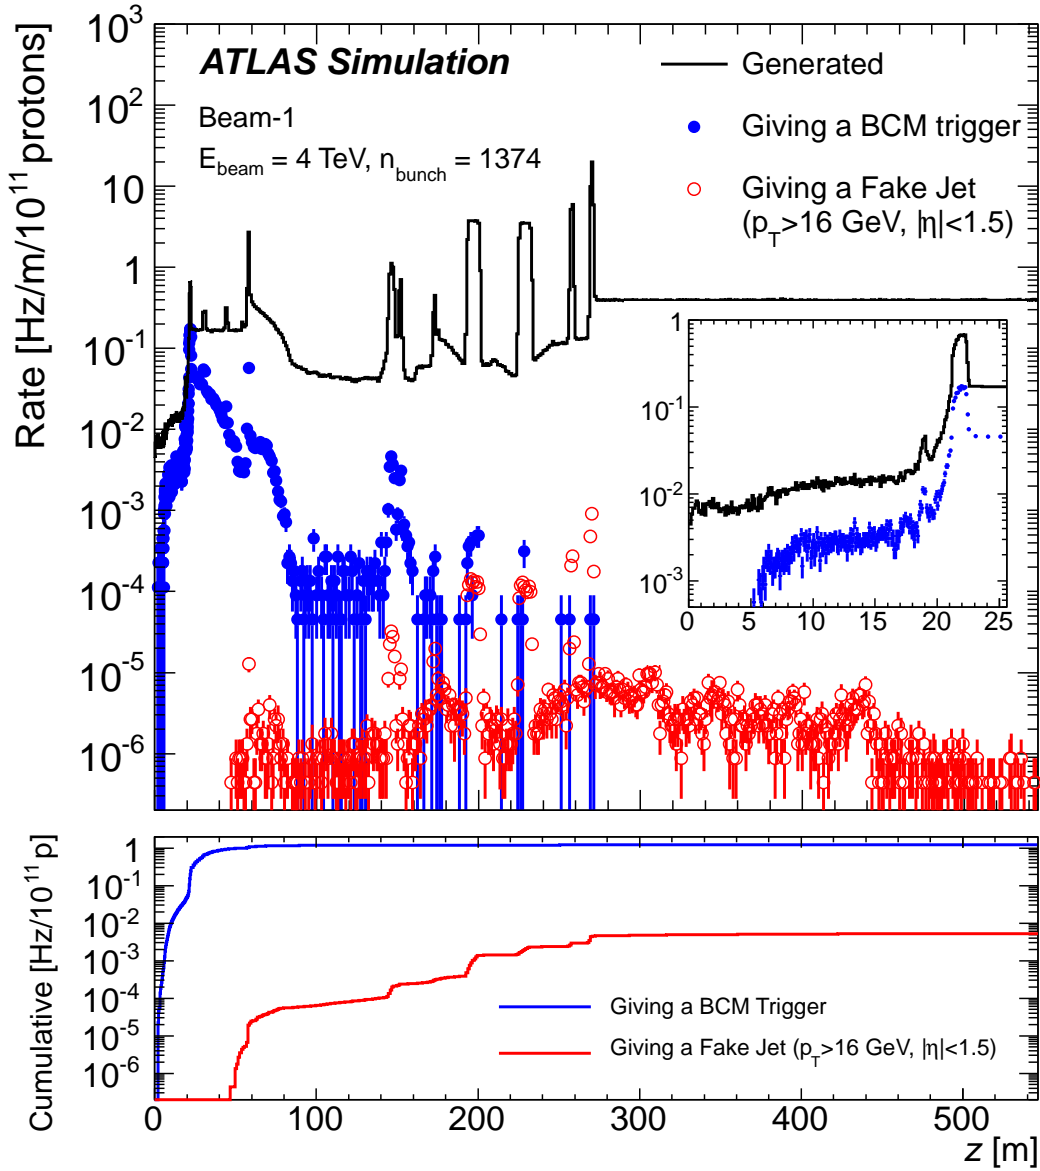 ATLAS Simulation
Beam-1
E_beam = 4 TeV, n_bunch = 1374
Generated
Giving a BCM trigger
Giving a Fake Jet
(p_T>16 GeV, |η|<1.5)
Rate [Hz/m/10^11 protons]
10^3
10^2
10
1
10^-1
10^-2
10^-3
10^-4
10^-5
10^-6
1
10^-1
10^-2
10^-3
0 5 10 15 20 25
Cumulative [Hz/10^11 p]
1
10^-1
10^-2
10^-3
10^-4
10^-5
10^-6
Giving a BCM Trigger
Giving a Fake Jet (p_T>16 GeV, |η|<1.5)
0 100 200 300 400 500
z [m]